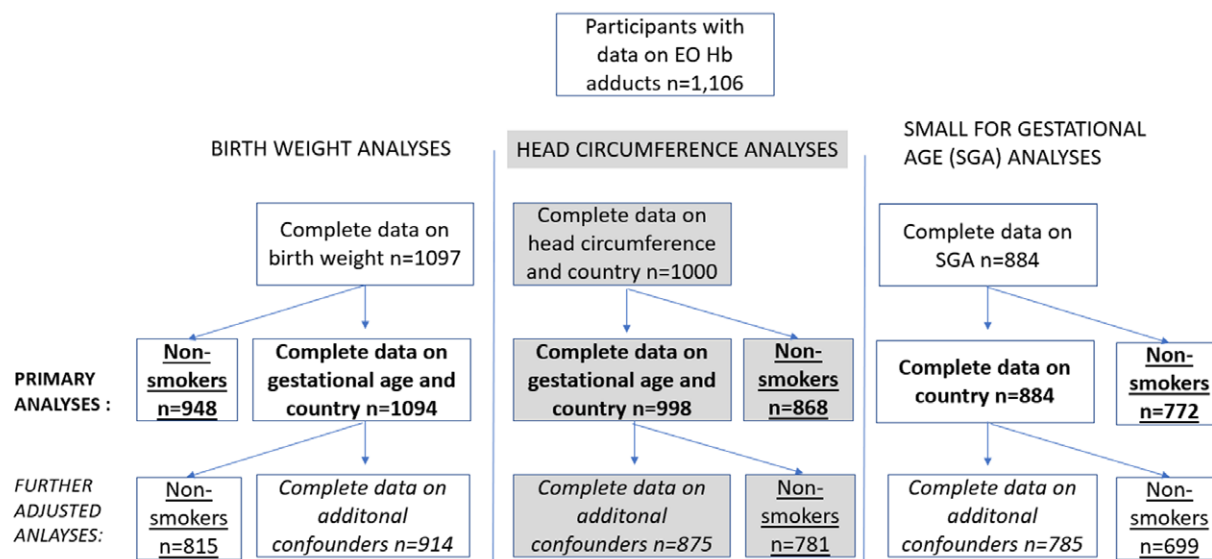 Participants with
data on EO Hb
adducts n=1,106
BIRTH WEIGHT ANALYSES
HEAD CIRCUMFERENCE ANALYSES
SMALL FOR GESTATIONAL
AGE (SGA) ANALYSES
Complete data on
birth weight n=1097
Complete data on
head circumference
and country n=1000
Complete data on
SGA n=884
PRIMARY
ANALYSES :
Non-
smokers
n=948
Complete data on
gestational age and
country n=1094
Complete data on
gestational age and
country n=998
Non-
smokers
n=868
Complete data on
country n=884
Non-
smokers
n=772
FURTHER
ADJUSTED
ANLAYSES:
Non-
smokers
n=815
Complete data on
additonal
confounders n=914
Complete data on
additonal
confounders n=875
Non-
smokers
n=781
Complete data on
additonal
confounders n=785
Non-
smokers
n=699